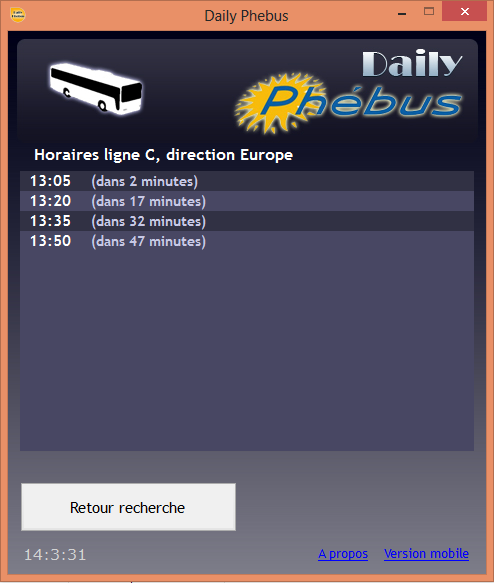 Daily Phebus
Daily
Phébus
Horaires ligne C, direction Europe
13:05 (dans 2 minutes)
13:20 (dans 17 minutes)
13:35 (dans 32 minutes)
13:50 (dans 47 minutes)
Retour recherche
14:3:31 A propos Version mobile